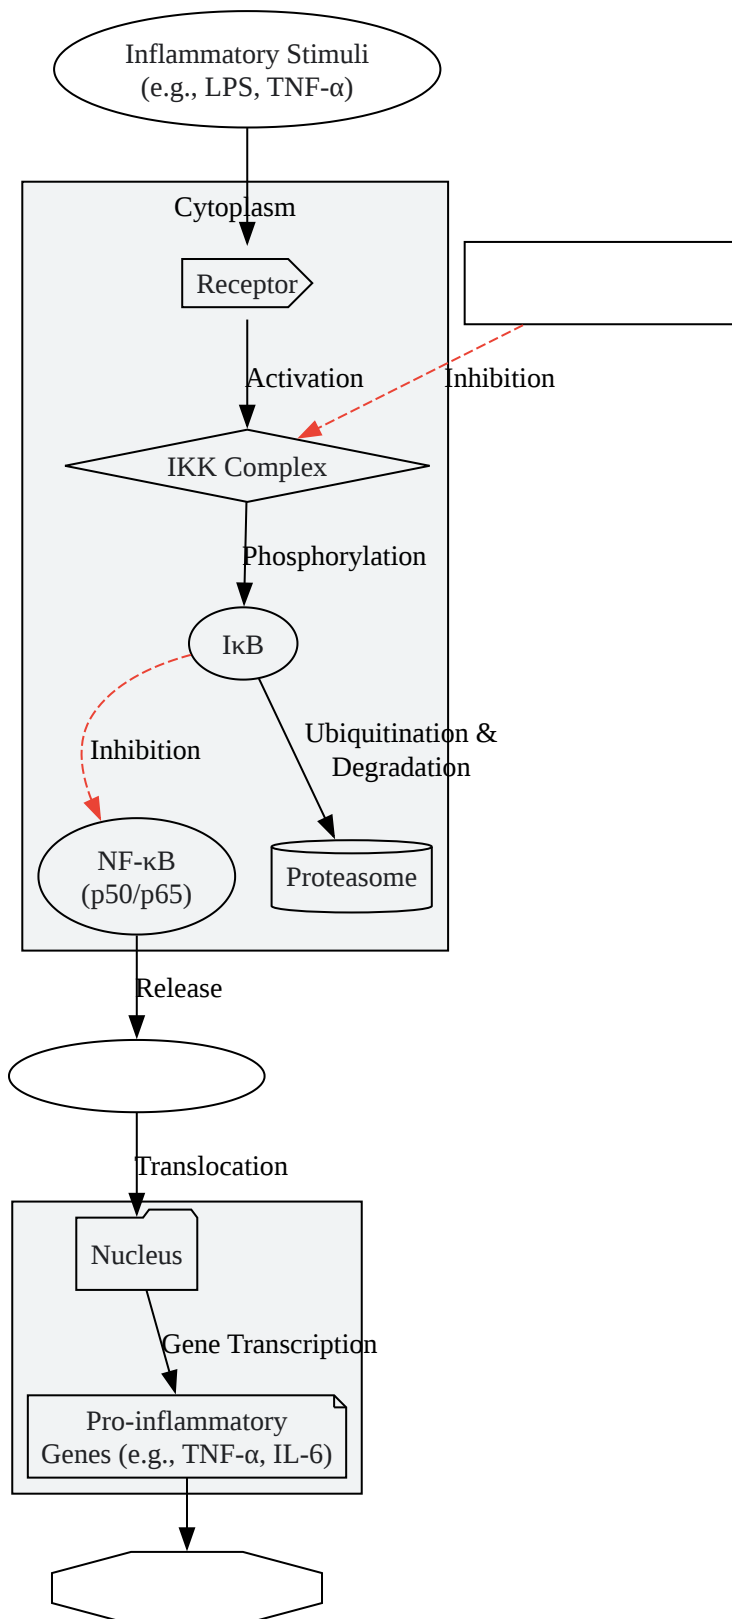 Inflammatory Stimuli
(e.g., LPS, TNF-α)
Cytoplasm
Receptor
Activation
Inhibition
IKK Complex
Phosphorylation
IκB
Ubiquitination &
Degradation
Inhibition
NF-κB
(p50/p65)
Proteasome
Release
Translocation
Nucleus
Gene Transcription
Pro-inflammatory
Genes (e.g., TNF-α, IL-6)